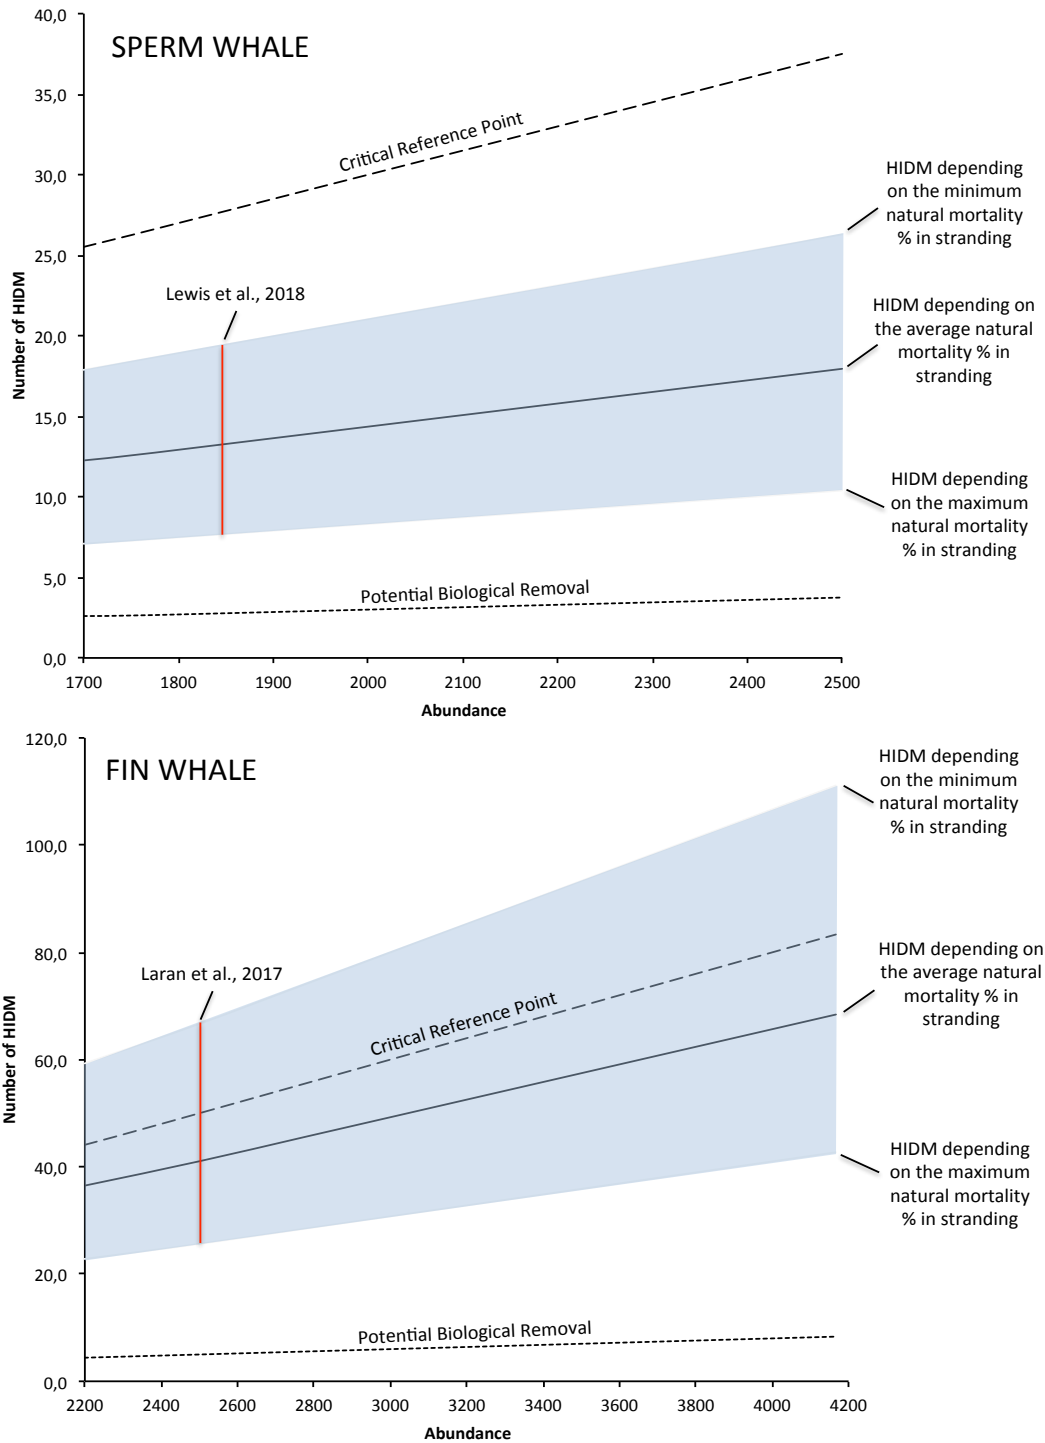 40,0
SPERM WHALE
35,0
Critical Reference Point
30,0
HIDM depending
on the minimum
natural mortality
% in stranding
25,0
Lewis et al., 2018
Number of HIDM
20,0
HIDM depending on
the average natural
mortality % in
stranding
15,0
10,0
HIDM depending
on the maximum
natural mortality
% in stranding
5,0
Potential Biological Removal
0,0
1700 1800 1900 2000 2100 2200 2300 2400 2500
Abundance
120,0
FIN WHALE
HIDM depending
on the minimum
natural mortality
% in stranding
100,0
80,0
Laran et al., 2017
Number of HIDM
Critical Reference Point
HIDM depending on
the average natural
mortality % in
stranding
60,0
40,0
HIDM depending
on the maximum
natural mortality
% in stranding
20,0
Potential Biological Removal
0,0
2200 2400 2600 2800 3000 3200 3400 3600 3800 4000 4200
Abundance